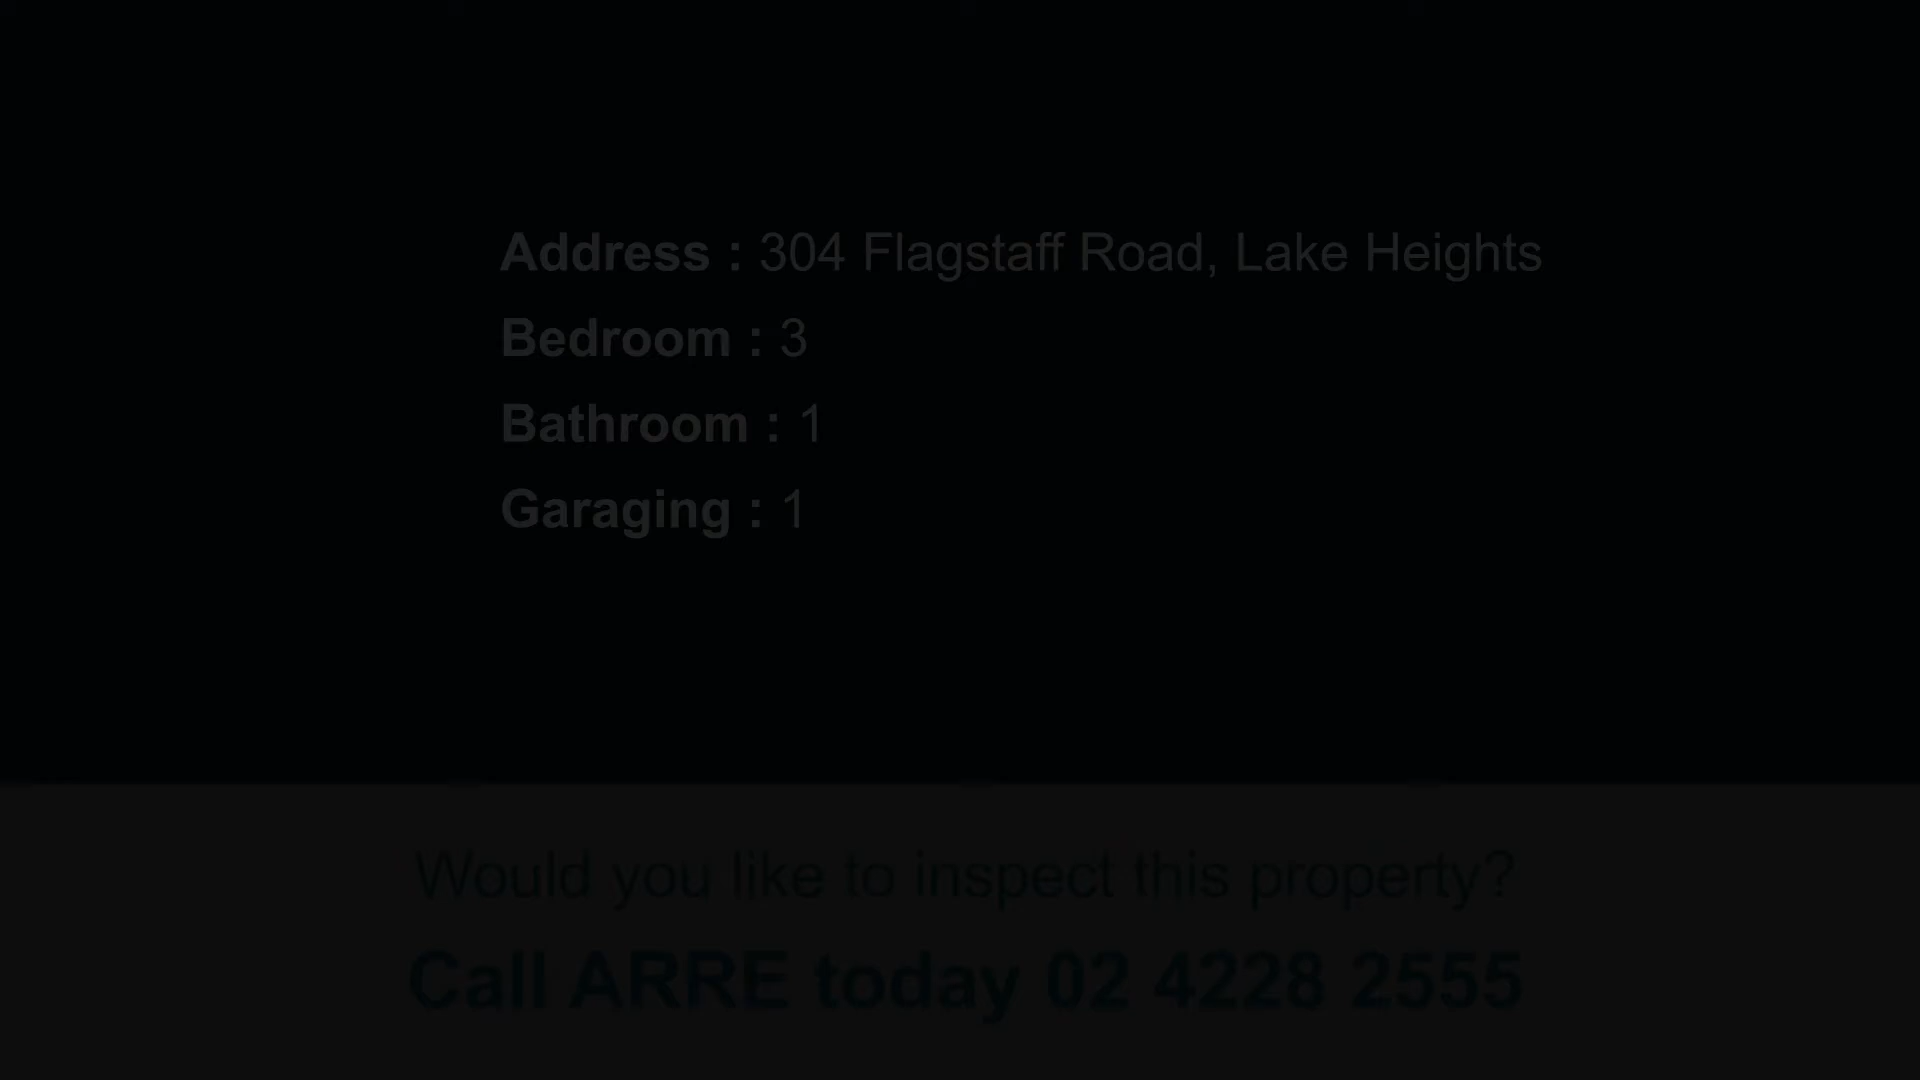 Address : 304 Flagstaff Road, Lake Heights
Bedroom : 3
Bathroom : 1
Garaging : 1
Would you like to inspect this property?
Call ARRE today 02 4228 2555